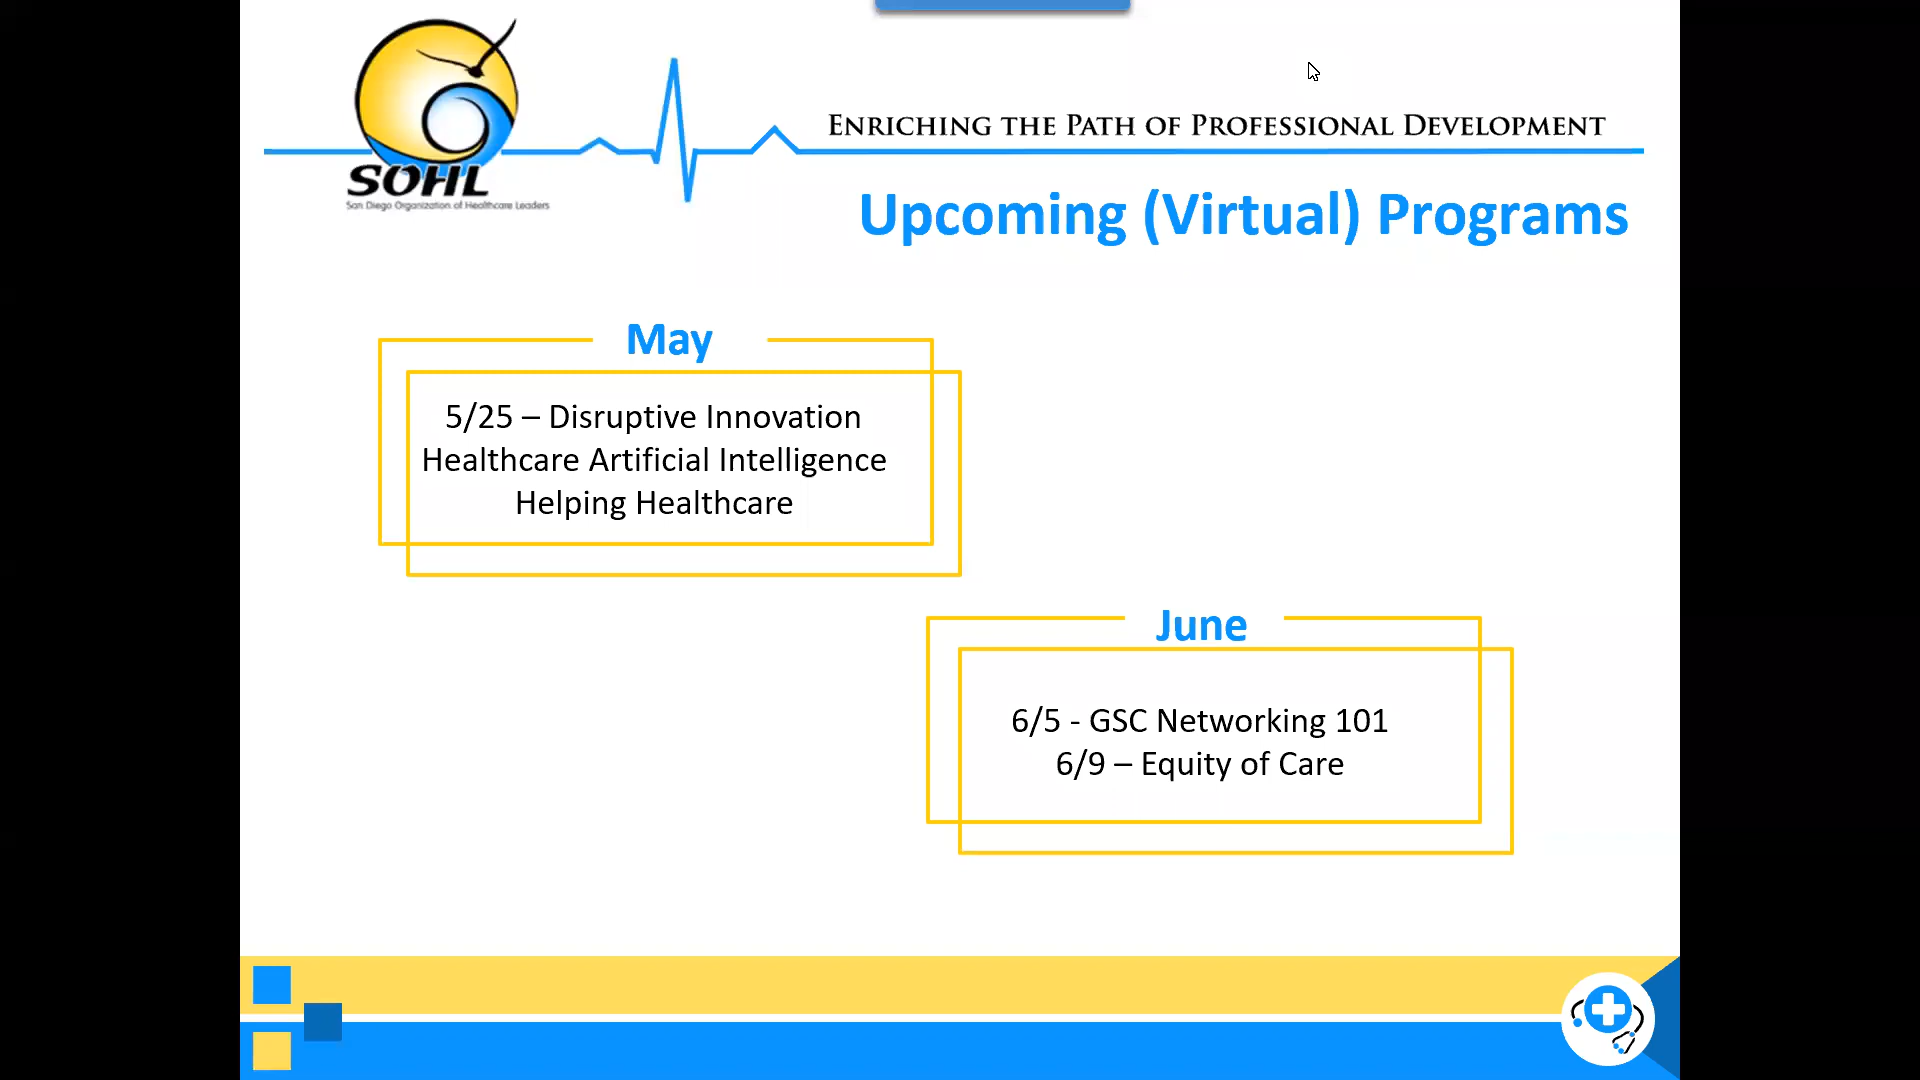 SOHL
San Diego Organization of Healthcare Leaders
ENRICHING THE PATH OF PROFESSIONAL DEVELOPMENT
Upcoming (Virtual) Programs
May
5/25 – Disruptive Innovation
Healthcare Artificial Intelligence
Helping Healthcare
June
6/5 - GSC Networking 101
6/9 – Equity of Care